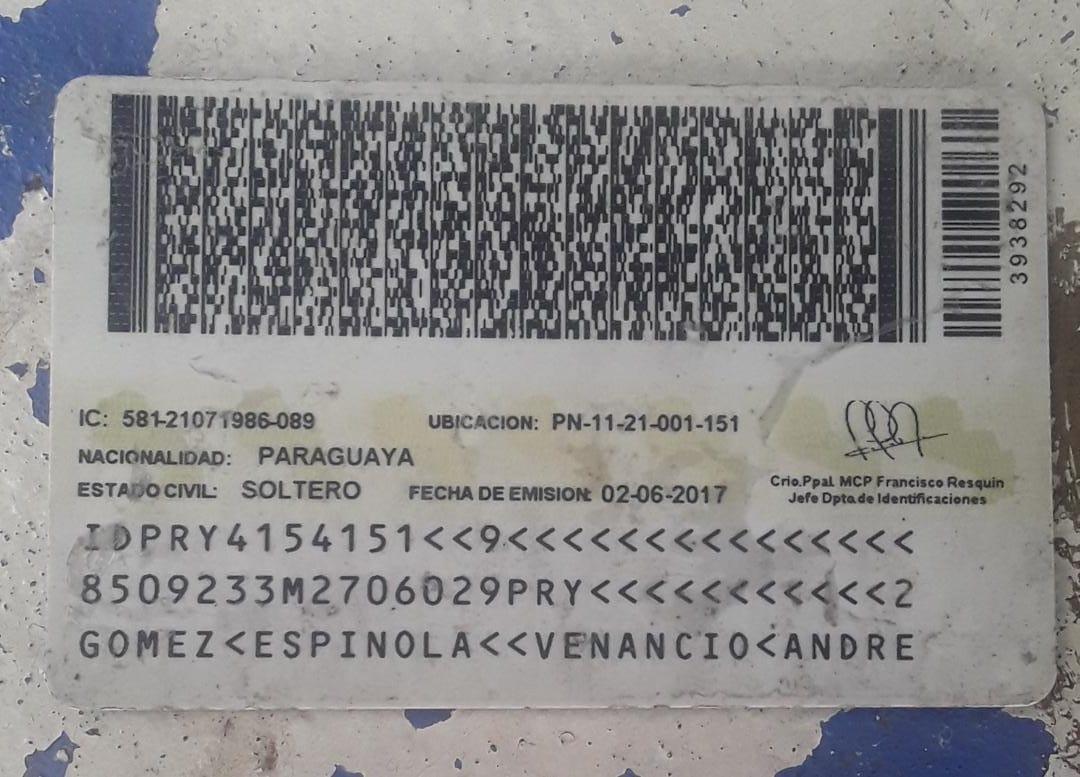 3938292
IC: 581-21071986-089
UBICACION: PN-11-21-001-151
NACIONALIDAD: PARAGUAYA
ESTADO CIVIL: SOLTERO
FECHA DE EMISION: 02-06-2017
Crio.Ppal. MCP Francisco Resquin
Jefe Dpto.de Identificaciones
IDPRY4154151<<9<<<<<<<<<<<<<<<
8509233M2706029PRY<<<<<<<<<<<2
GOMEZ<ESPINOLA<<VENANCIO<ANDRE